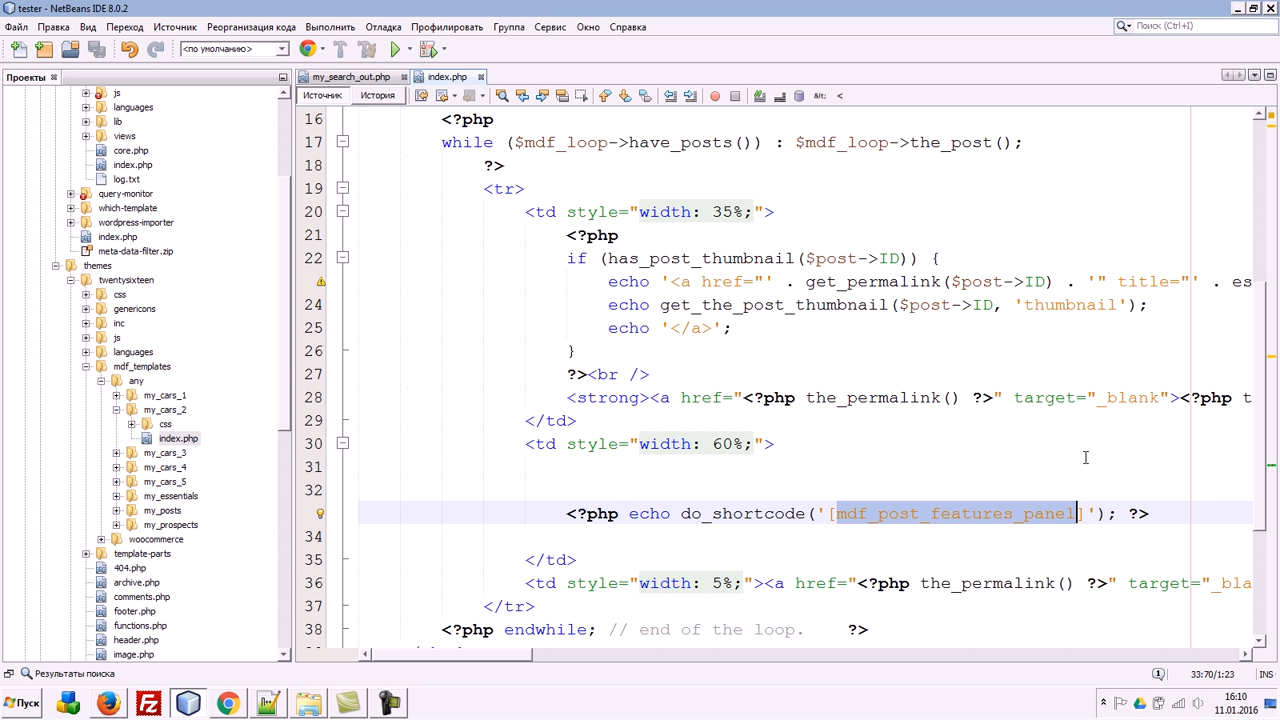 tester - NetBeans IDE 8.0.2
Файл Правка Вид Переход Источник Реорганизация кода Выполнить Отладка Профилировать Группа Сервис Окно Справка
Поиск (Ctrl+I)
<по умолчанию>
Проекты
my_search_out.php
index.php
Источник
История
js
languages
lib
views
core.php
index.php
log.txt
query-monitor
which-template
wordpress-importer
index.php
meta-data-filter.zip
themes
twentysixteen
css
genericons
inc
js
languages
mdf_templates
any
my_cars_1
my_cars_2
css
index.php
my_cars_3
my_cars_4
my_cars_5
my_essentials
my_posts
my_prospects
woocommerce
template-parts
404.php
archive.php
comments.php
footer.php
functions.php
header.php
image.php
16 <?php
17 while ($mdf_loop->have_posts()) : $mdf_loop->the_post();
18 ?>
19 <tr>
20 <td style="width: 35%;">
21 <?php
22 if (has_post_thumbnail($post->ID)) {
echo '<a href="' . get_permalink($post->ID) . '" title="' . es
24 echo get_the_post_thumbnail($post->ID, 'thumbnail');
25 echo '</a>';
26 }
27 ?><br />
28 <strong><a href="<?php the_permalink() ?>" target="_blank"><?php t
29 </td>
30 <td style="width: 60%;">
31
32
<?php echo do_shortcode('[mdf_post_features_panel]'); ?>
34
35 </td>
36 <td style="width: 5%;"><a href="<?php the_permalink() ?>" target="_bla
37 </tr>
38 <?php endwhile; // end of the loop. ?>
Результаты поиска
33:70/1:23 INS
Пуск
16:10
11.01.2016